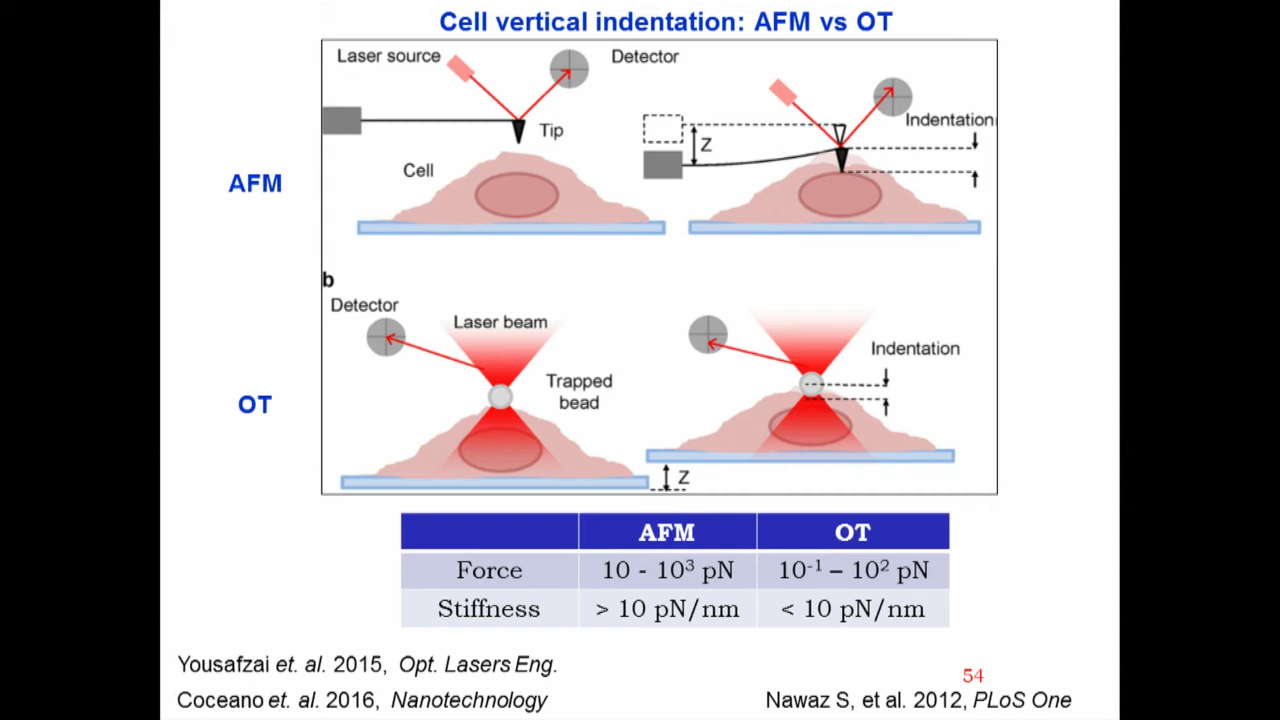 Cell vertical indentation: AFM vs OT
Laser source
Detector
Tip
Indentation
Z
Cell
AFM
b
Detector
Laser beam
Indentation
Trapped
bead
OT
Z
AFM OT
Force 10 - 10³ pN 10⁻¹ – 10² pN
Stiffness > 10 pN/nm < 10 pN/nm
Yousafzai et. al. 2015, Opt. Lasers Eng.
54
Coceano et. al. 2016, Nanotechnology
Nawaz S, et al. 2012, PLoS One